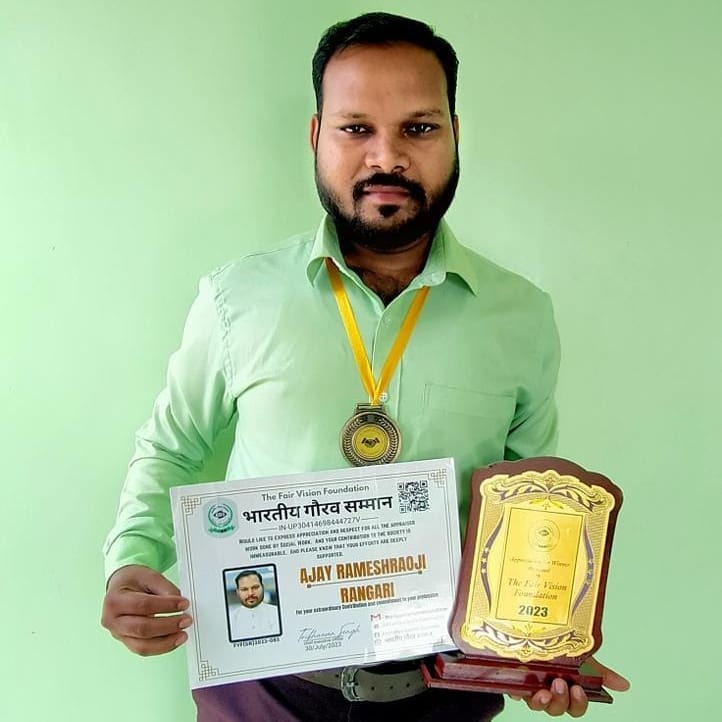 The Fair Vision Foundation
भारतीय गौरव सम्मान
IN-UP30414698444727V
WOULD LIKE TO EXPRESS APPRECIATION AND RESPECT FOR ALL THE APPRAISER
WORK DONE BY SOCIAL WORK. AND YOUR CONTRIBUTION TO THE SOCIETY IS
IMMEASURABLE. AND PLEASE KNOW THAT YOUR EFFORTS ARE DEEPLY
SUPPORTED.
AJAY RAMESHRAOJI
RANGARI
For your extraordinary Contribution and commitment to your profession
30/July/2023
Appreciation
Winner
The Fair Vision
Foundation
2023